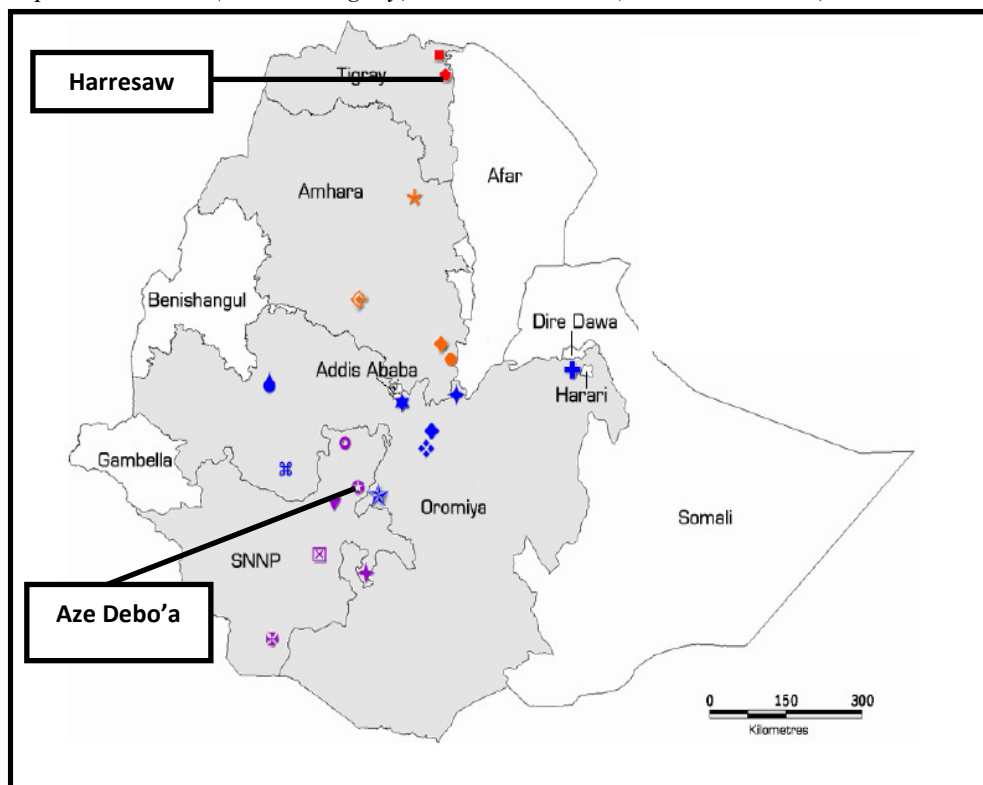 Harresaw
Tigray
Afar
Amhara
Benishangul
Dire Dawa
Addis Ababa
Harari
Gambella
Oromiya
Somali
SNNP
Aze Debo’a
0 150 300
Kilometres